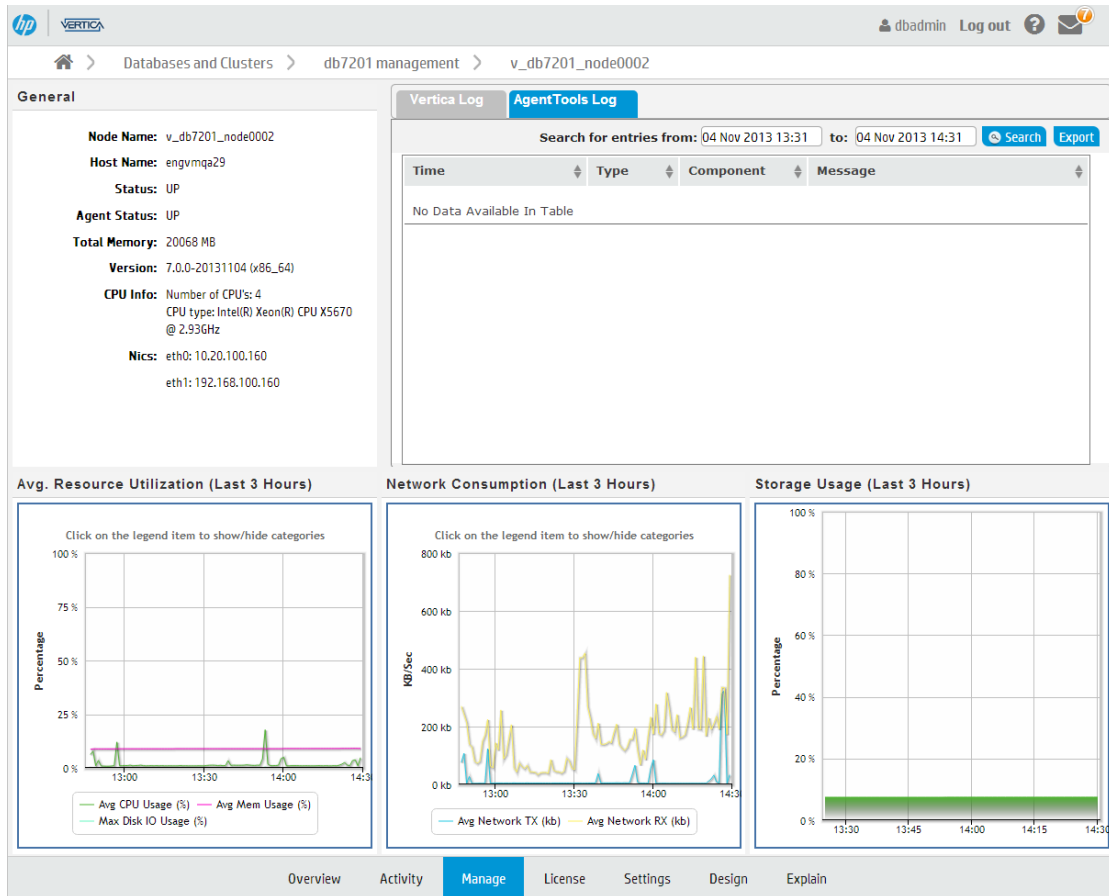 hp VERTICA dbadmin Log out ? 7
Databases and Clusters db7201 management v_db7201_node0002
General
Node Name: v_db7201_node0002
Host Name: engvmqa29
Status: UP
Agent Status: UP
Total Memory: 20068 MB
Version: 7.0.0-20131104 (x86_64)
CPU Info: Number of CPU's: 4
CPU type: Intel(R) Xeon(R) CPU X5670
@ 2.93GHz
Nics: eth0: 10.20.100.160
eth1: 192.168.100.160
Vertica Log AgentTools Log
Search for entries from: 04 Nov 2013 13:31 to: 04 Nov 2013 14:31 Search Export
Time Type Component Message
No Data Available In Table
Avg. Resource Utilization (Last 3 Hours)
Click on the legend item to show/hide categories
100 %
75 %
50 %
25 %
0 %
Percentage
13:00 13:30 14:00 14:3
Avg CPU Usage (%) Avg Mem Usage (%)
Max Disk IO Usage (%)
Network Consumption (Last 3 Hours)
Click on the legend item to show/hide categories
800 kb
600 kb
400 kb
200 kb
0 kb
KB/Sec
13:00 13:30 14:00 14:3
Avg Network TX (kb) Avg Network RX (kb)
Storage Usage (Last 3 Hours)
100 %
80 %
60 %
40 %
20 %
0 %
Percentage
13:30 13:45 14:00 14:15 14:30
Overview Activity Manage License Settings Design Explain